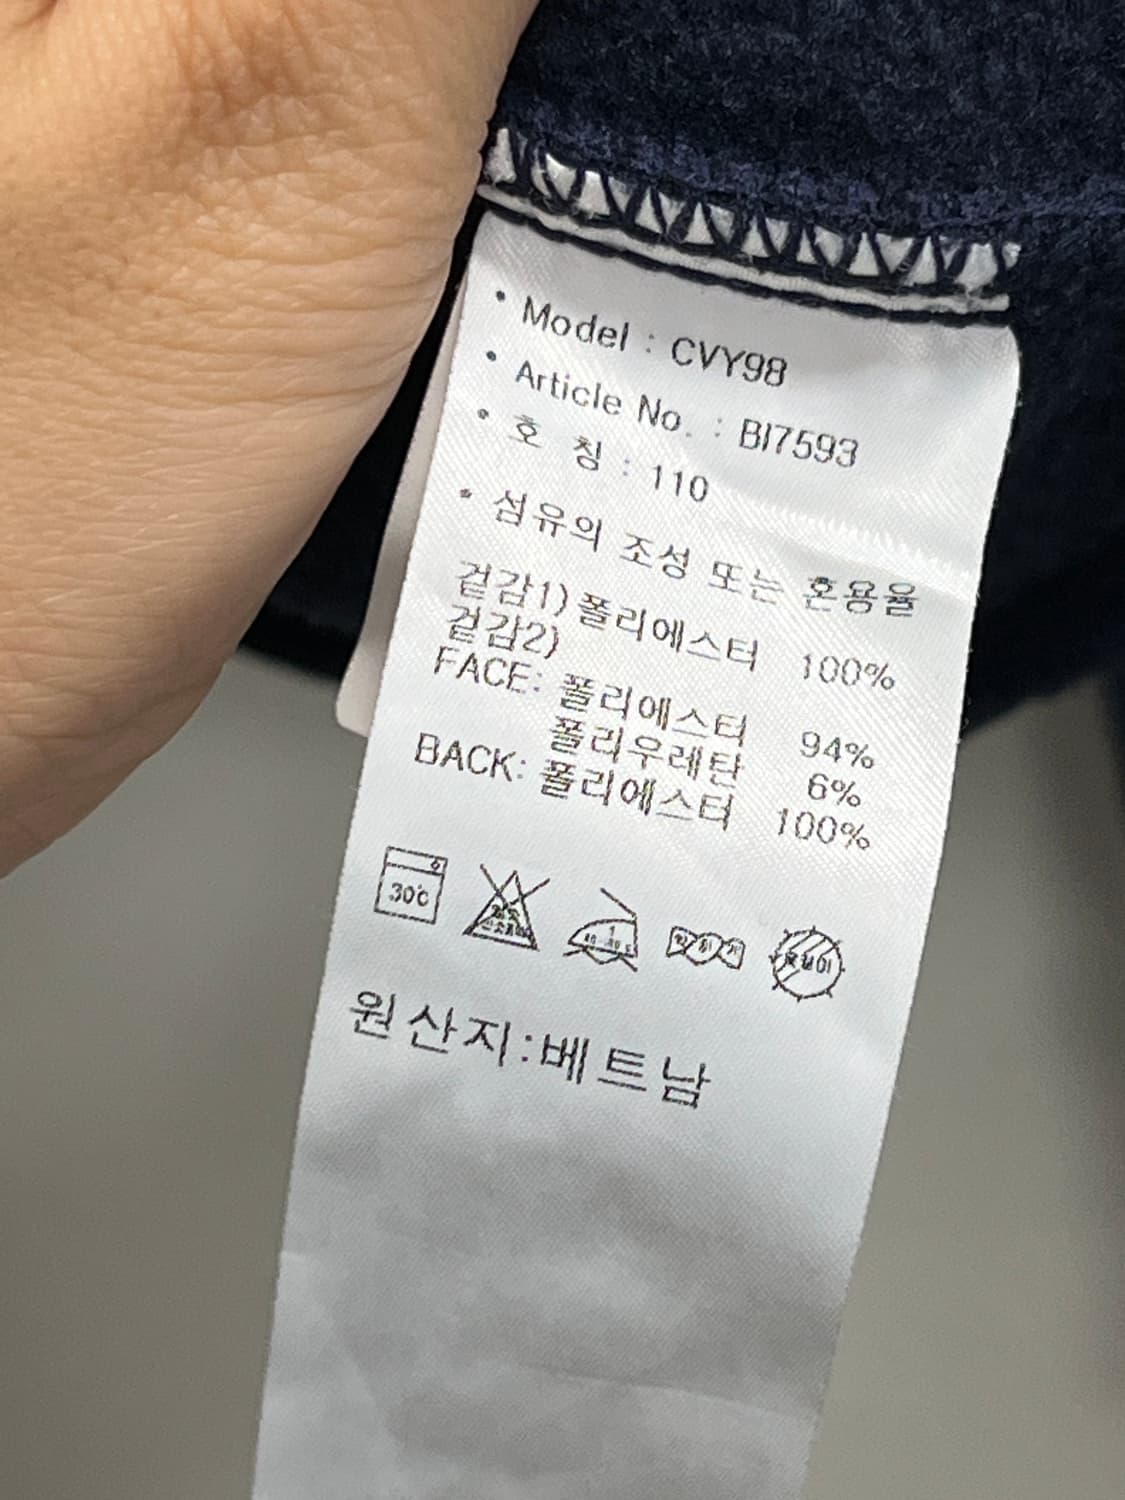 • Model : CVY98
• Article No. : BI7593
• 호 칭 : 110
• 섬유의 조성 또는 혼용율
겉감1) 폴리에스터 100%
겉감2)
FACE: 폴리에스터 94%
폴리우레탄 6%
BACK: 폴리에스터 100%
30℃
약하게
원산지:베트남